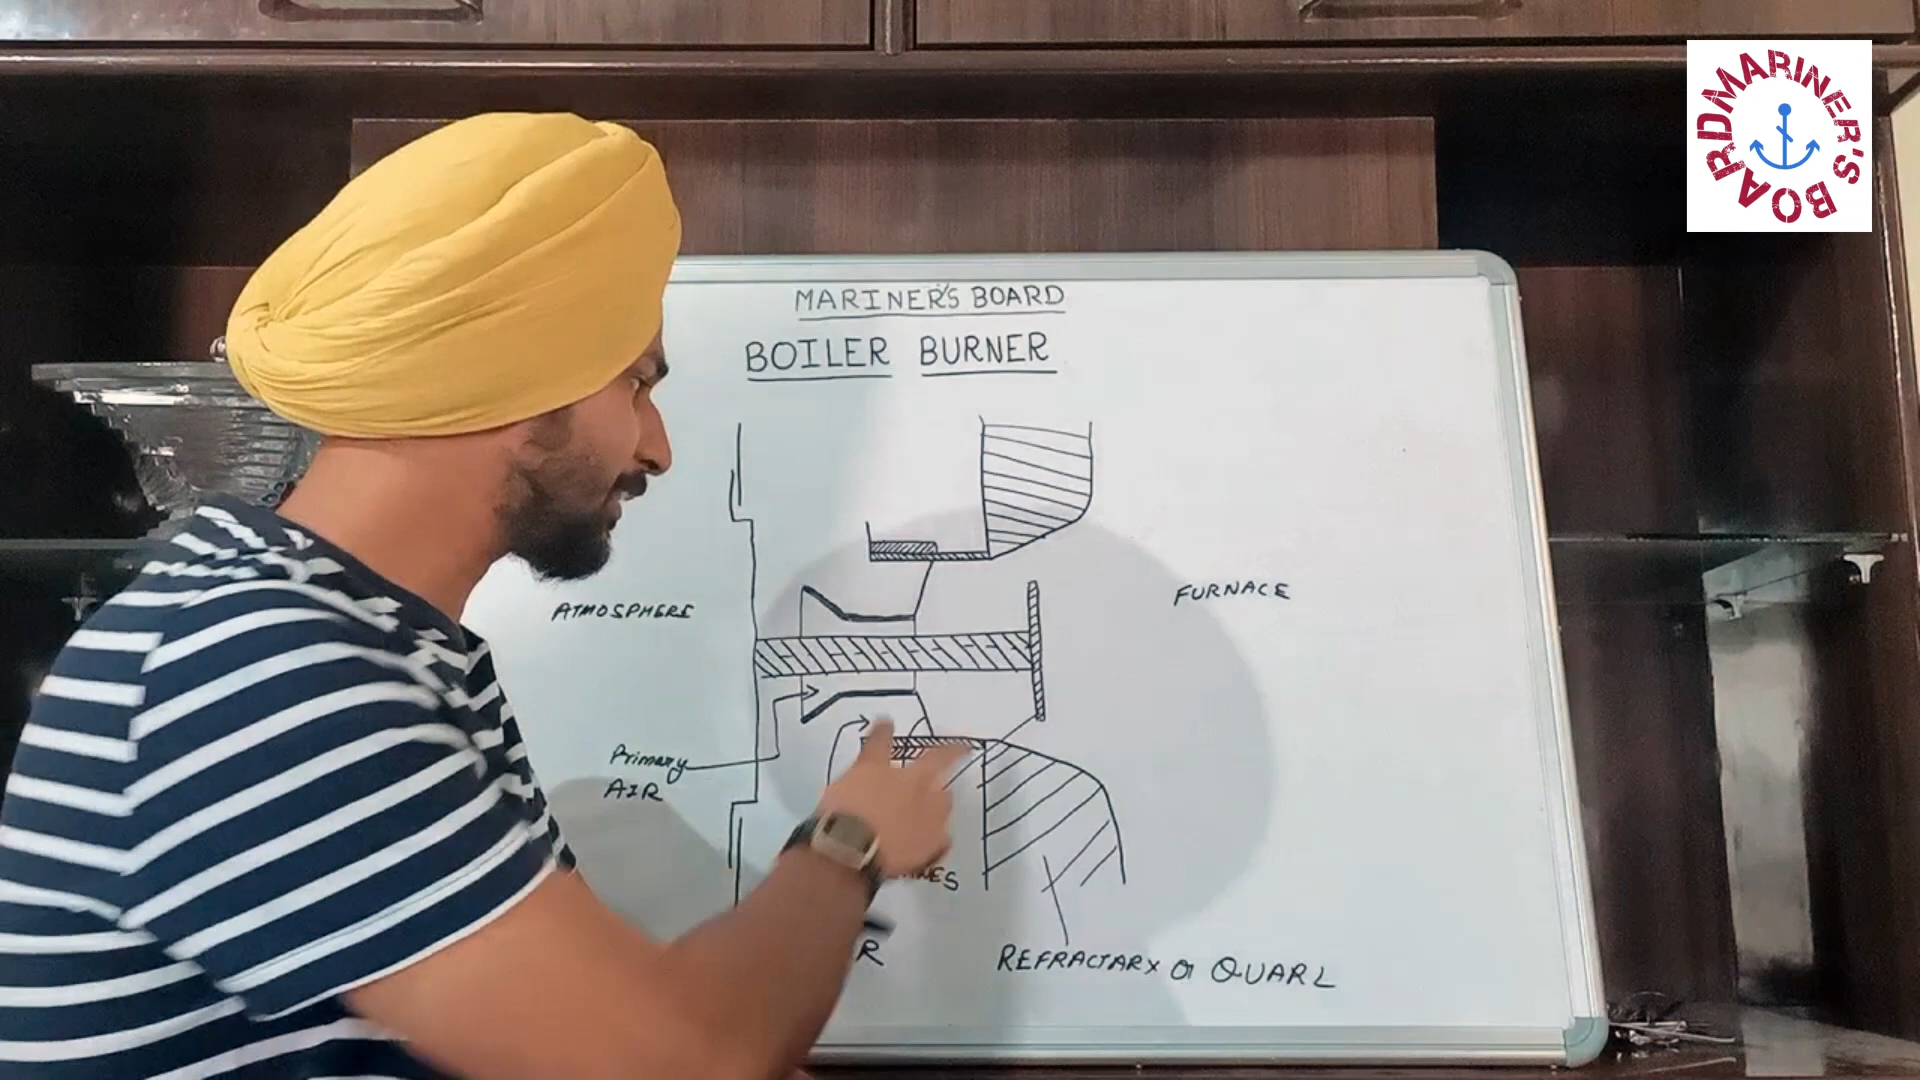 MARINER'S BOARD
MARINER'S BOARD
BOILER BURNER
ATMOSPHERE
FURNACE
Primary
AIR
REFRACTARY OR QUARL